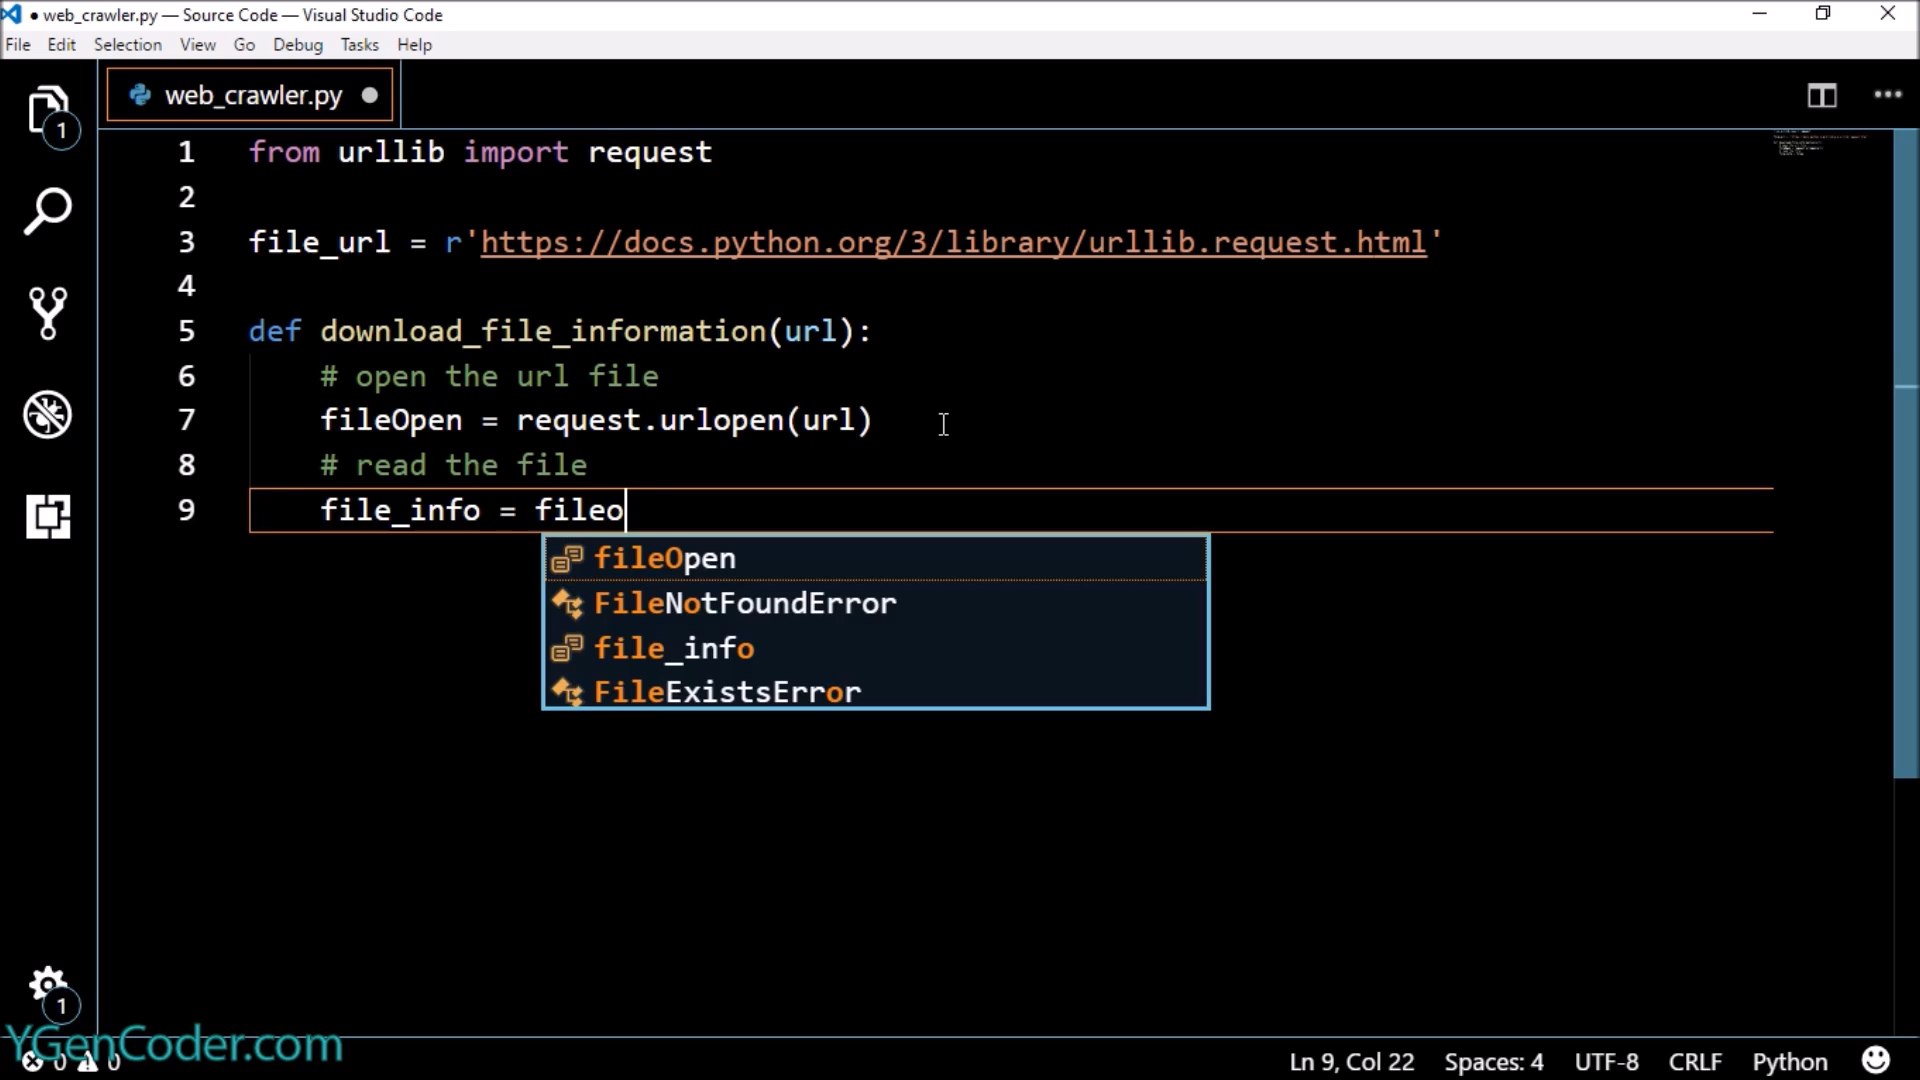 ● web_crawler.py — Source Code — Visual Studio Code
File Edit Selection View Go Debug Tasks Help
1
web_crawler.py ●
1 from urllib import request
2
3 file_url = r'https://docs.python.org/3/library/urllib.request.html'
4
5 def download_file_information(url):
6 # open the url file
7 fileOpen = request.urlopen(url)
8 # read the file
9 file_info = fileo
fileOpen
FileNotFoundError
file_info
FileExistsError
1
YGenCoder.com
0 0 Ln 9, Col 22 Spaces: 4 UTF-8 CRLF Python